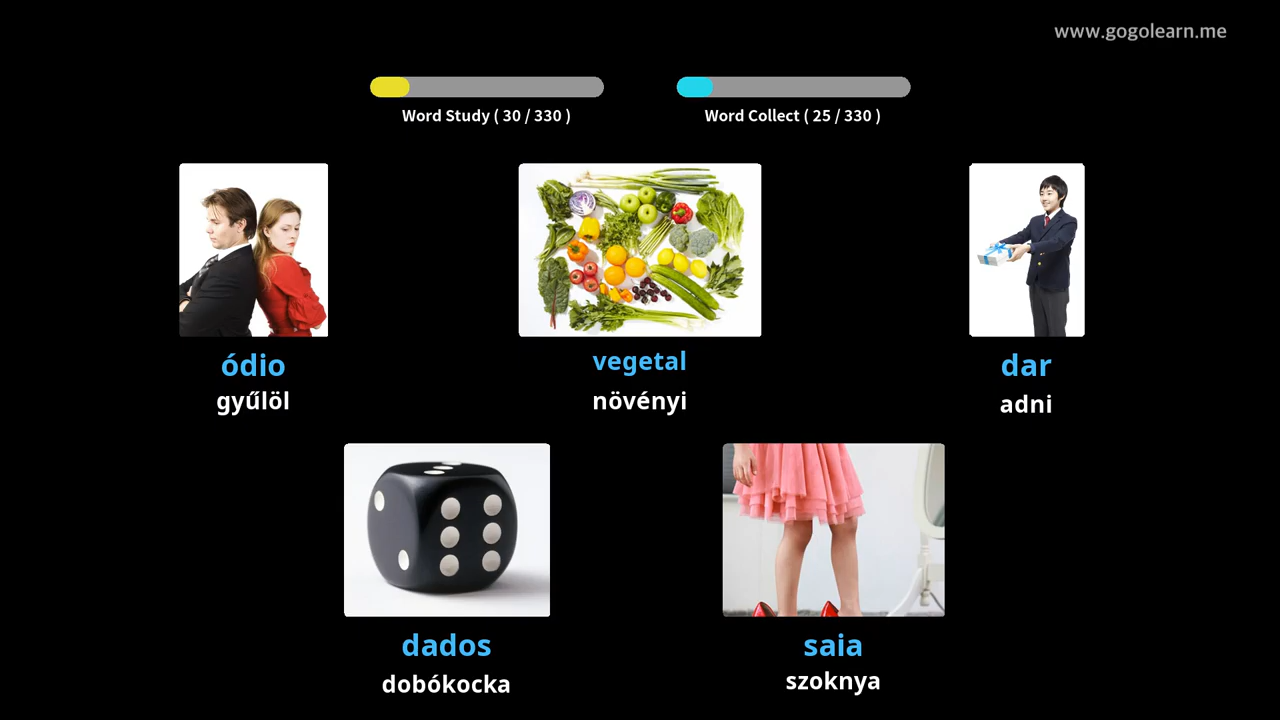 www.gogolearn.me
Word Study ( 30 / 330 )
Word Collect ( 25 / 330 )
ódio
gyűlöl
vegetal
növényi
dar
adni
dados
dobókocka
saia
szoknya